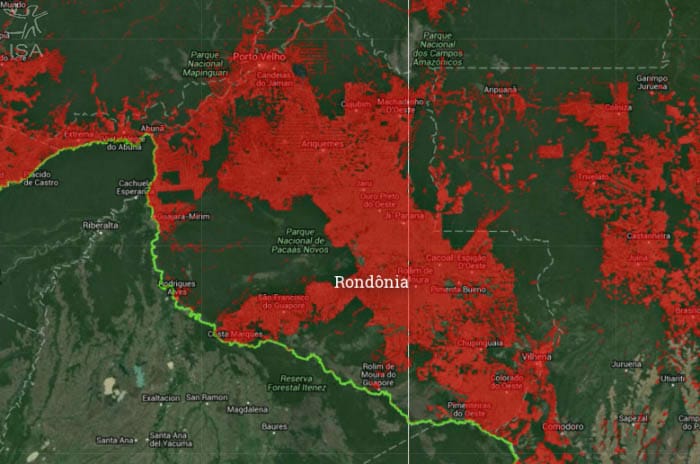 Mundo
ISA
Parque
Nacional
Mapinguari
Porto Velho
Candeias
do Jamari
Parque
Nacional
dos Campos
Amazônicos
Garimpo
Juruena
Cujubim
Machadinho
D'Oeste
Anpuanã
Colniza
Extrema
Abunã
do Abunã
Ariquemes
Plácido
de Castro
Cachuela
Esperanza
Jaru
Ouro Preto
do Oeste
Trivelato
Guajará-Mirim
Riberalta
Ji-Paraná
Parque
Nacional de
Pacaás Novos
Castanheira
Cacoal
Espigão
D'Oeste
Juína
Rolim de
Moura
Rondônia
Pimenta Bueno
Rodrigues
Alves
São Francisco
do Guaporé
Costa Marques
Chupinguaia
Vilhena
Rolim de
Moura do
Guaporé
Colorado
do Oeste
Juruena
Utiariti
Reserva
Forestal Itenez
Exaltacion
San Ramon
Magdalena
Pimenteiras
do Oeste
Baures
Comodoro
Sapezal
Santa Ana
Santa Ana
del Yacuma